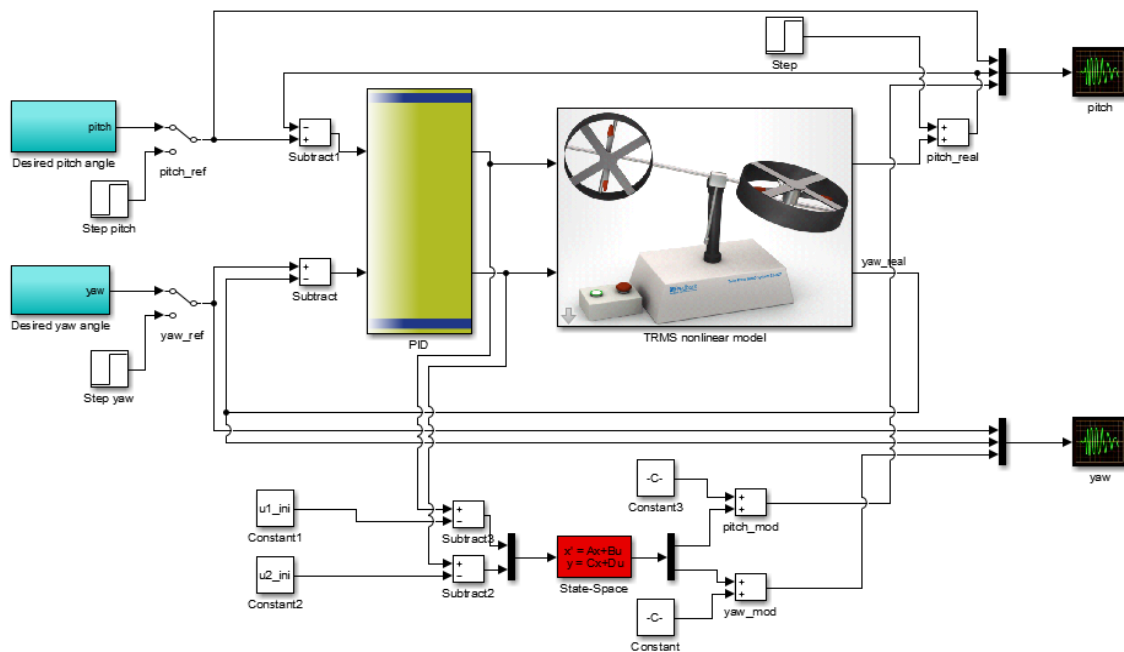 Step
pitch
pitch
Desired pitch angle
pitch_ref
Step pitch
−
+
Subtract1
+
+
pitch_real
yaw
Desired yaw angle
yaw_ref
Step yaw
+
−
Subtract
PID
yaw_real
TRMS nonlinear model
yaw
u1_ini
Constant1
u2_ini
Constant2
+
−
Subtract3
+
−
Subtract2
x' = Ax+Bu
y = Cx+Du
State-Space
-C-
Constant3
+
+
pitch_mod
+
+
yaw_mod
-C-
Constant